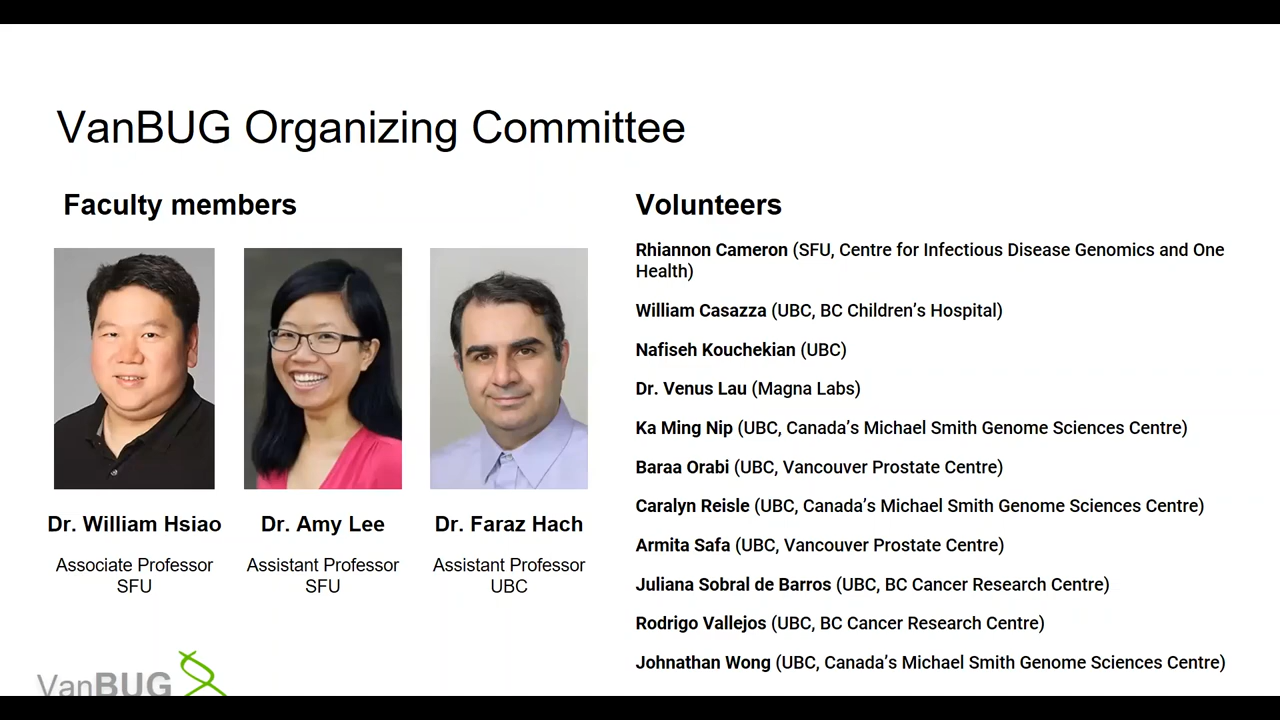 VanBUG Organizing Committee
Faculty members
Dr. William Hsiao
Associate Professor
SFU
Dr. Amy Lee
Assistant Professor
SFU
Dr. Faraz Hach
Assistant Professor
UBC
Volunteers
Rhiannon Cameron (SFU, Centre for Infectious Disease Genomics and One
Health)
William Casazza (UBC, BC Children’s Hospital)
Nafiseh Kouchekian (UBC)
Dr. Venus Lau (Magna Labs)
Ka Ming Nip (UBC, Canada’s Michael Smith Genome Sciences Centre)
Baraa Orabi (UBC, Vancouver Prostate Centre)
Caralyn Reisle (UBC, Canada’s Michael Smith Genome Sciences Centre)
Armita Safa (UBC, Vancouver Prostate Centre)
Juliana Sobral de Barros (UBC, BC Cancer Research Centre)
Rodrigo Vallejos (UBC, BC Cancer Research Centre)
Johnathan Wong (UBC, Canada’s Michael Smith Genome Sciences Centre)
VanBUG